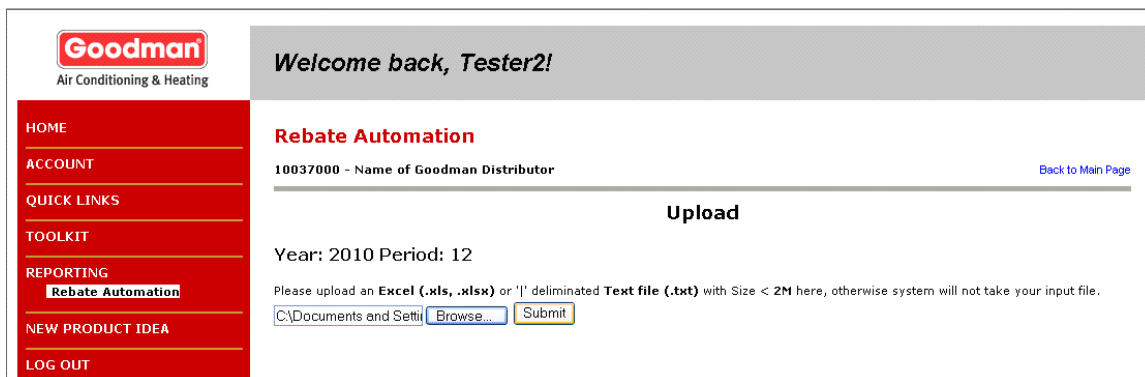 Goodman
Air Conditioning & Heating
Welcome back, Tester2!
HOME
ACCOUNT
QUICK LINKS
TOOLKIT
REPORTING
Rebate Automation
NEW PRODUCT IDEA
LOG OUT
Rebate Automation
10037000 - Name of Goodman Distributor
Back to Main Page
Upload
Year: 2010 Period: 12
Please upload an Excel (.xls, .xlsx) or '|' deliminated Text file (.txt) with Size < 2M here, otherwise system will not take your input file.
C:\Documents and Setti Browse... Submit